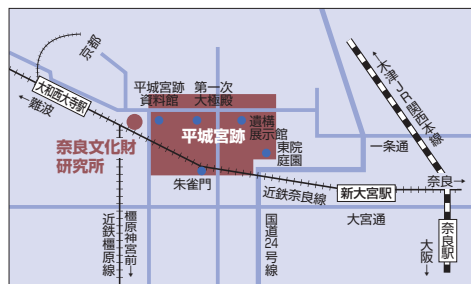 京都
大和西大寺駅
←難波
平城宮跡
資料館
第一次
大極殿
遺構
展示館
平城宮跡
東院
庭園
奈良文化財
研究所
朱雀門
木津
JR関西本線
一条通
奈良→
近鉄奈良線
新大宮駅
大宮通
国道24号線
近鉄橿原線
橿原神宮前→
奈良駅
大阪→